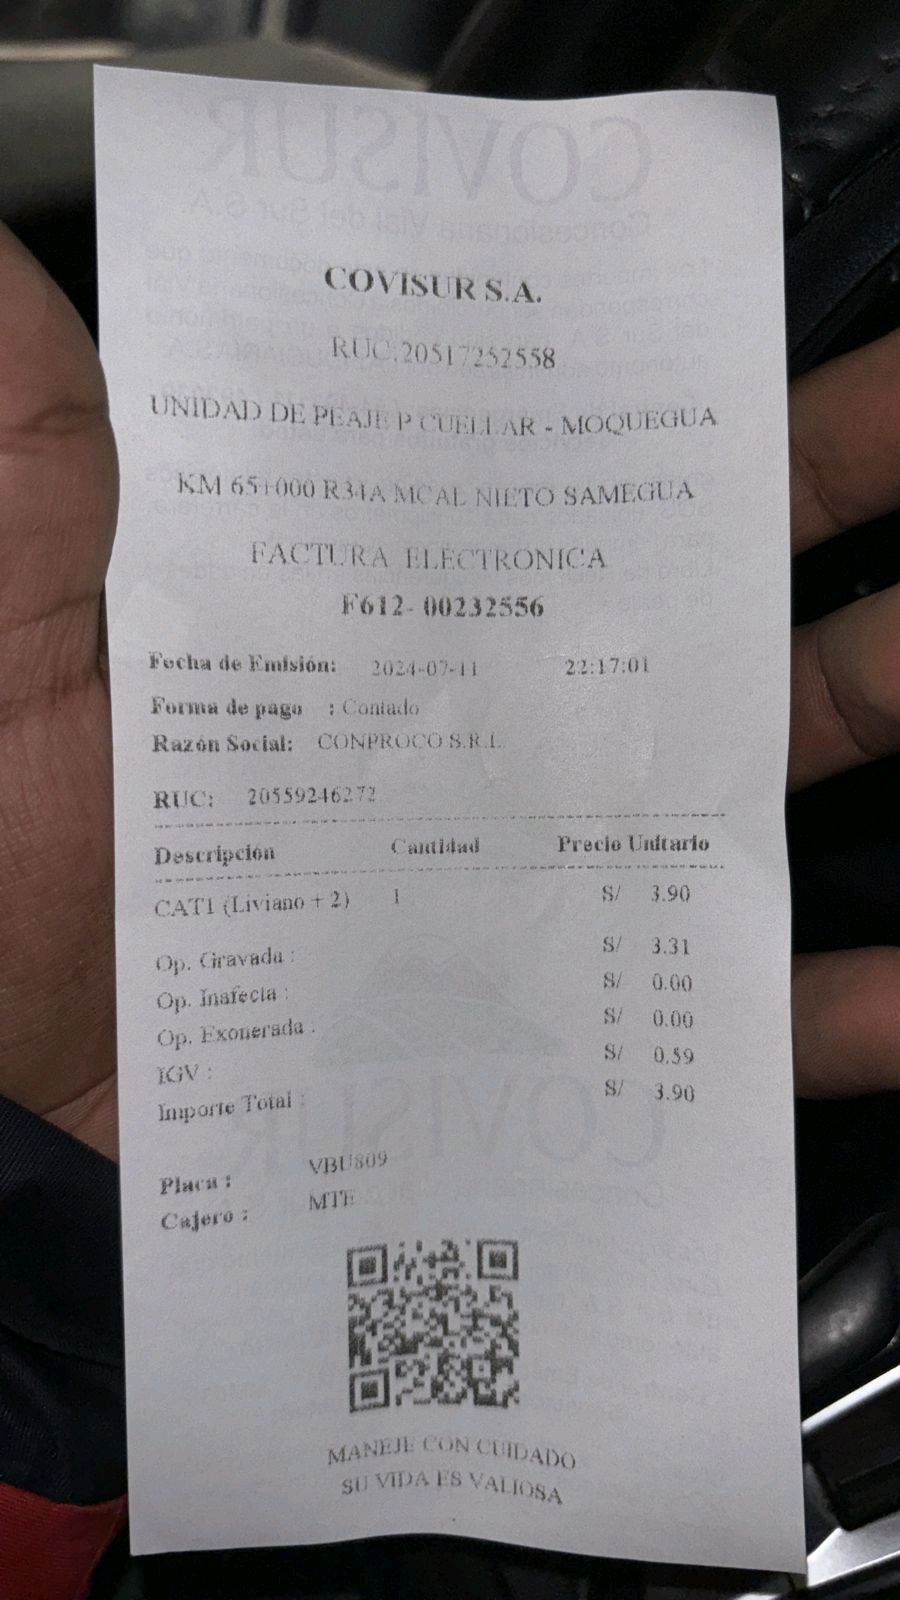 COVISUR S.A.
RUC:20517252558
UNIDAD DE PEAJE P CUELLAR - MOQUEGUA
KM 65+000 R34A MCAL NIETO SAMEGUA
FACTURA ELECTRONICA
F612- 00232556
Fecha de Emisión: 2024-07-11 22:17:01
Forma de pago : Contado
Razón Social: CONPROCO S.R.L.
RUC: 20559246272
Descripción Cantidad Precio Unitario
CAT1 (Liviano + 2) 1 S/ 3.90
Op. Gravada : S/ 3.31
Op. Inafecta : S/ 0.00
Op. Exonerada : S/ 0.00
IGV : S/ 0.59
Importe Total : S/ 3.90
Placa : VBU809
Cajero : MTE
MANEJE CON CUIDADO
SU VIDA ES VALIOSA